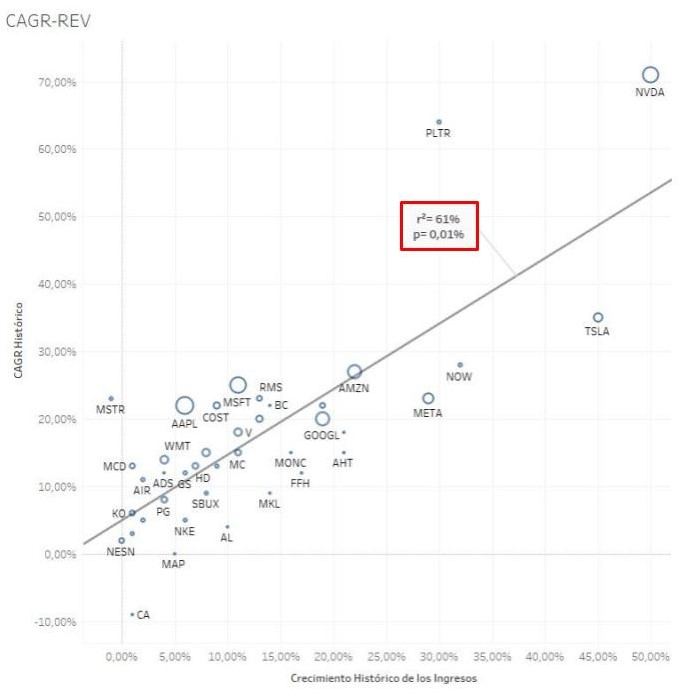 CAGR-REV
CAGR Histórico
70,00%
60,00%
50,00%
40,00%
30,00%
20,00%
10,00%
0,00%
-10,00%
NVDA
PLTR
r²= 61%
p= 0,01%
TSLA
NOW
AMZN
META
RMS
MSFT
BC
MSTR
AAPL
COST
GOOGL
V
WMT
MCD
MC
MONC
AHT
HD
AIR
ADS
GS
FFH
SBUX
MKL
KO
PG
NKE
AL
NESN
MAP
CA
0,00%
5,00%
10,00%
15,00%
20,00%
25,00%
30,00%
35,00%
40,00%
45,00%
50,00%
Crecimiento Histórico de los Ingresos